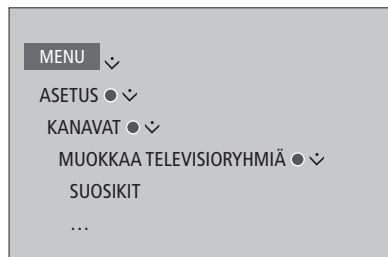 MENU
ASETUS
KANAVAT
MUOKKAA TELEVISIORYHMIÄ
SUOSIKIT
…